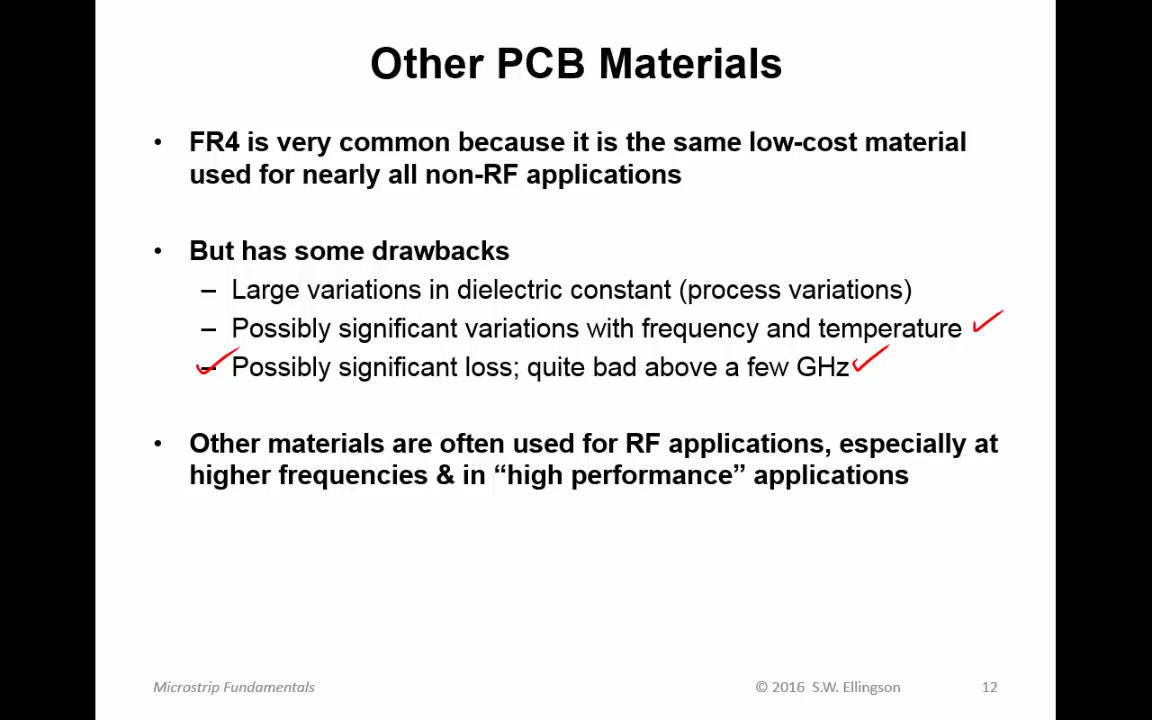 Other PCB Materials
• FR4 is very common because it is the same low-cost material
used for nearly all non-RF applications
• But has some drawbacks
– Large variations in dielectric constant (process variations)
– Possibly significant variations with frequency and temperature
– Possibly significant loss; quite bad above a few GHz
• Other materials are often used for RF applications, especially at
higher frequencies & in “high performance” applications
Microstrip Fundamentals © 2016 S.W. Ellingson 12